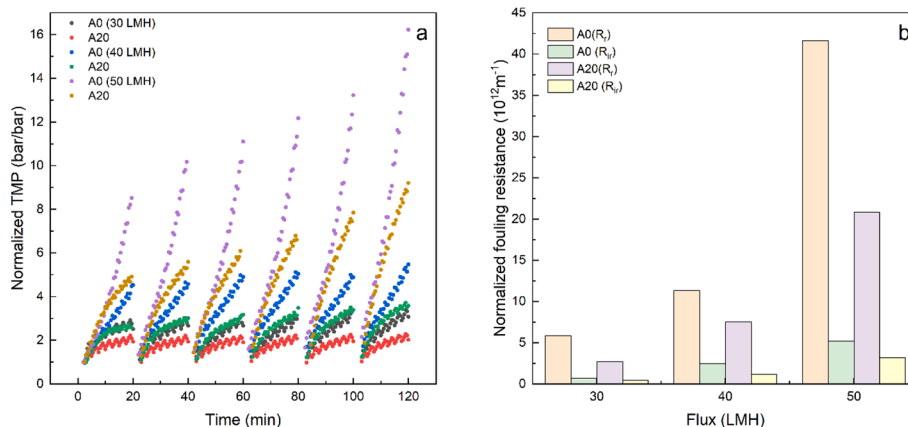 a
A0 (30 LMH)
A20
A0 (40 LMH)
A20
A0 (50 LMH)
A20
Normalized TMP (bar/bar)
16
14
12
10
8
6
4
2
0
0 20 40 60 80 100 120
Time (min)
b
A0(Rr)
A0 (Rir)
A20(Rr)
A20 (Rir)
Normalized fouling resistance (10¹²m⁻¹)
45
40
35
30
25
20
15
10
5
0
30 40 50
Flux (LMH)